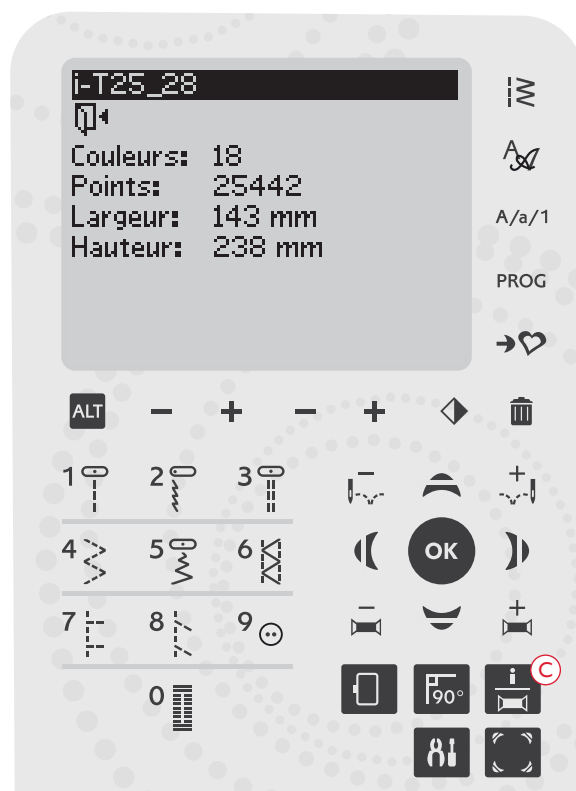 i-T25_28
Couleurs: 18
Points: 25442
Largeur: 143 mm
Hauteur: 238 mm
A/a/1
PROG
ALT
1 2 3
4 5 6
OK
7 8 9
0
90°
i
C